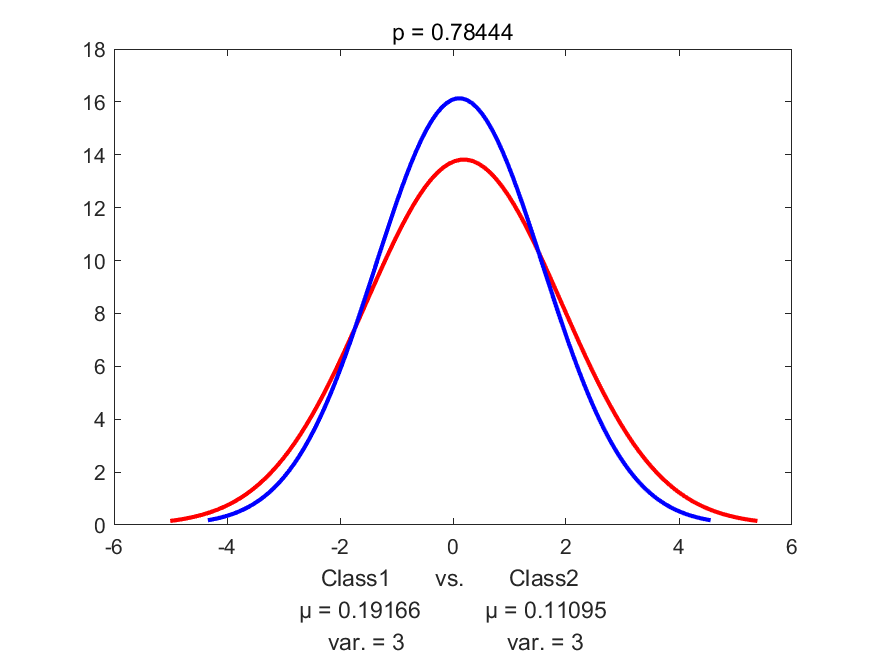 p = 0.78444
18
16
14
12
10
8
6
4
2
0
-6 -4 -2 0 2 4 6
Class1 vs. Class2
μ = 0.19166 μ = 0.11095
var. = 3 var. = 3